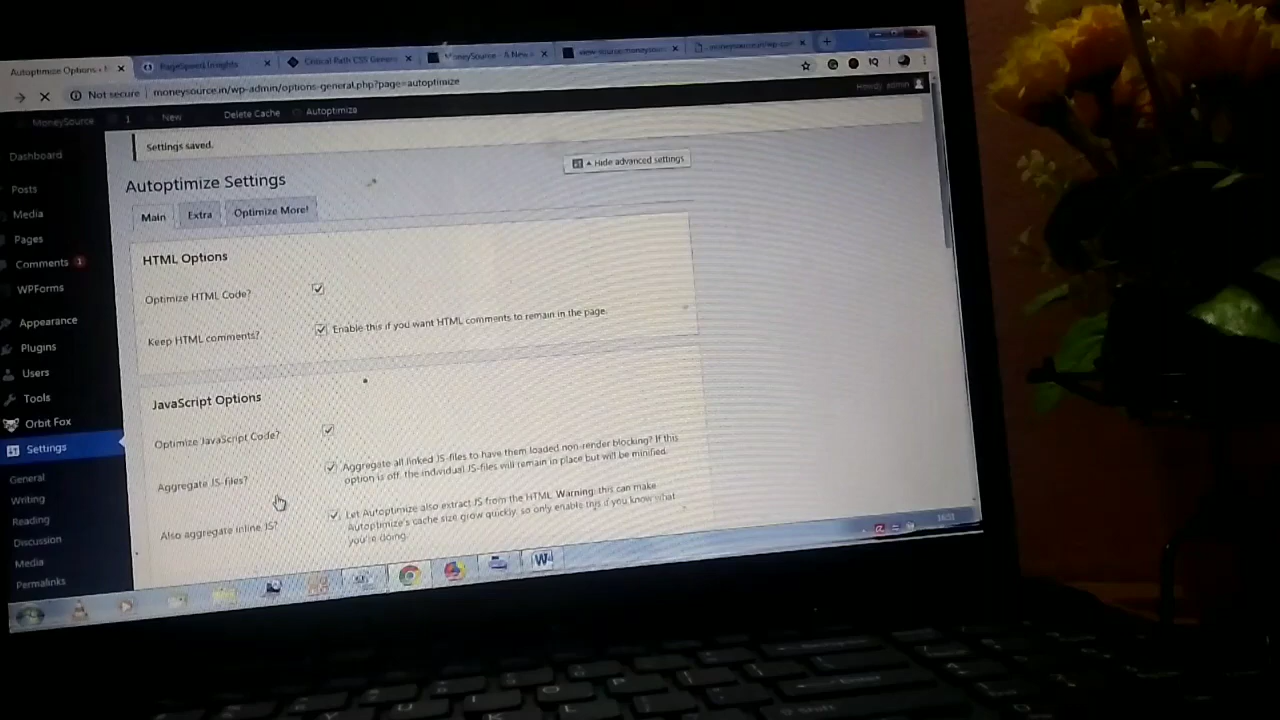 Autoptimize Options
PageSpeed Insights
Critical Path CSS Genera
MoneySource - A New
view-source:moneysour
Not secure | moneysource.in/wp-admin/options-general.php?page=autoptimize
IQ
MoneySource 1 New Delete Cache Autoptimize
Howdy, admin
Dashboard
Posts
Media
Pages
Comments 1
WPForms
Appearance
Plugins
Users
Tools
Orbit Fox
Settings
General
Writing
Reading
Discussion
Media
Permalinks
Settings saved.
Hide advanced settings
Autoptimize Settings
Main Extra Optimize More!
HTML Options
Optimize HTML Code?
Keep HTML comments?
Enable this if you want HTML comments to remain in the page.
JavaScript Options
Optimize JavaScript Code?
Aggregate JS-files?
Aggregate all linked JS-files to have them loaded non-render blocking? If this
option is off, the individual JS-files will remain in place but will be minified.
Also aggregate inline JS?
Let Autoptimize also extract JS from the HTML. Warning: this can make
Autoptimize's cache size grow quickly, so only enable this if you know what
you're doing.
W